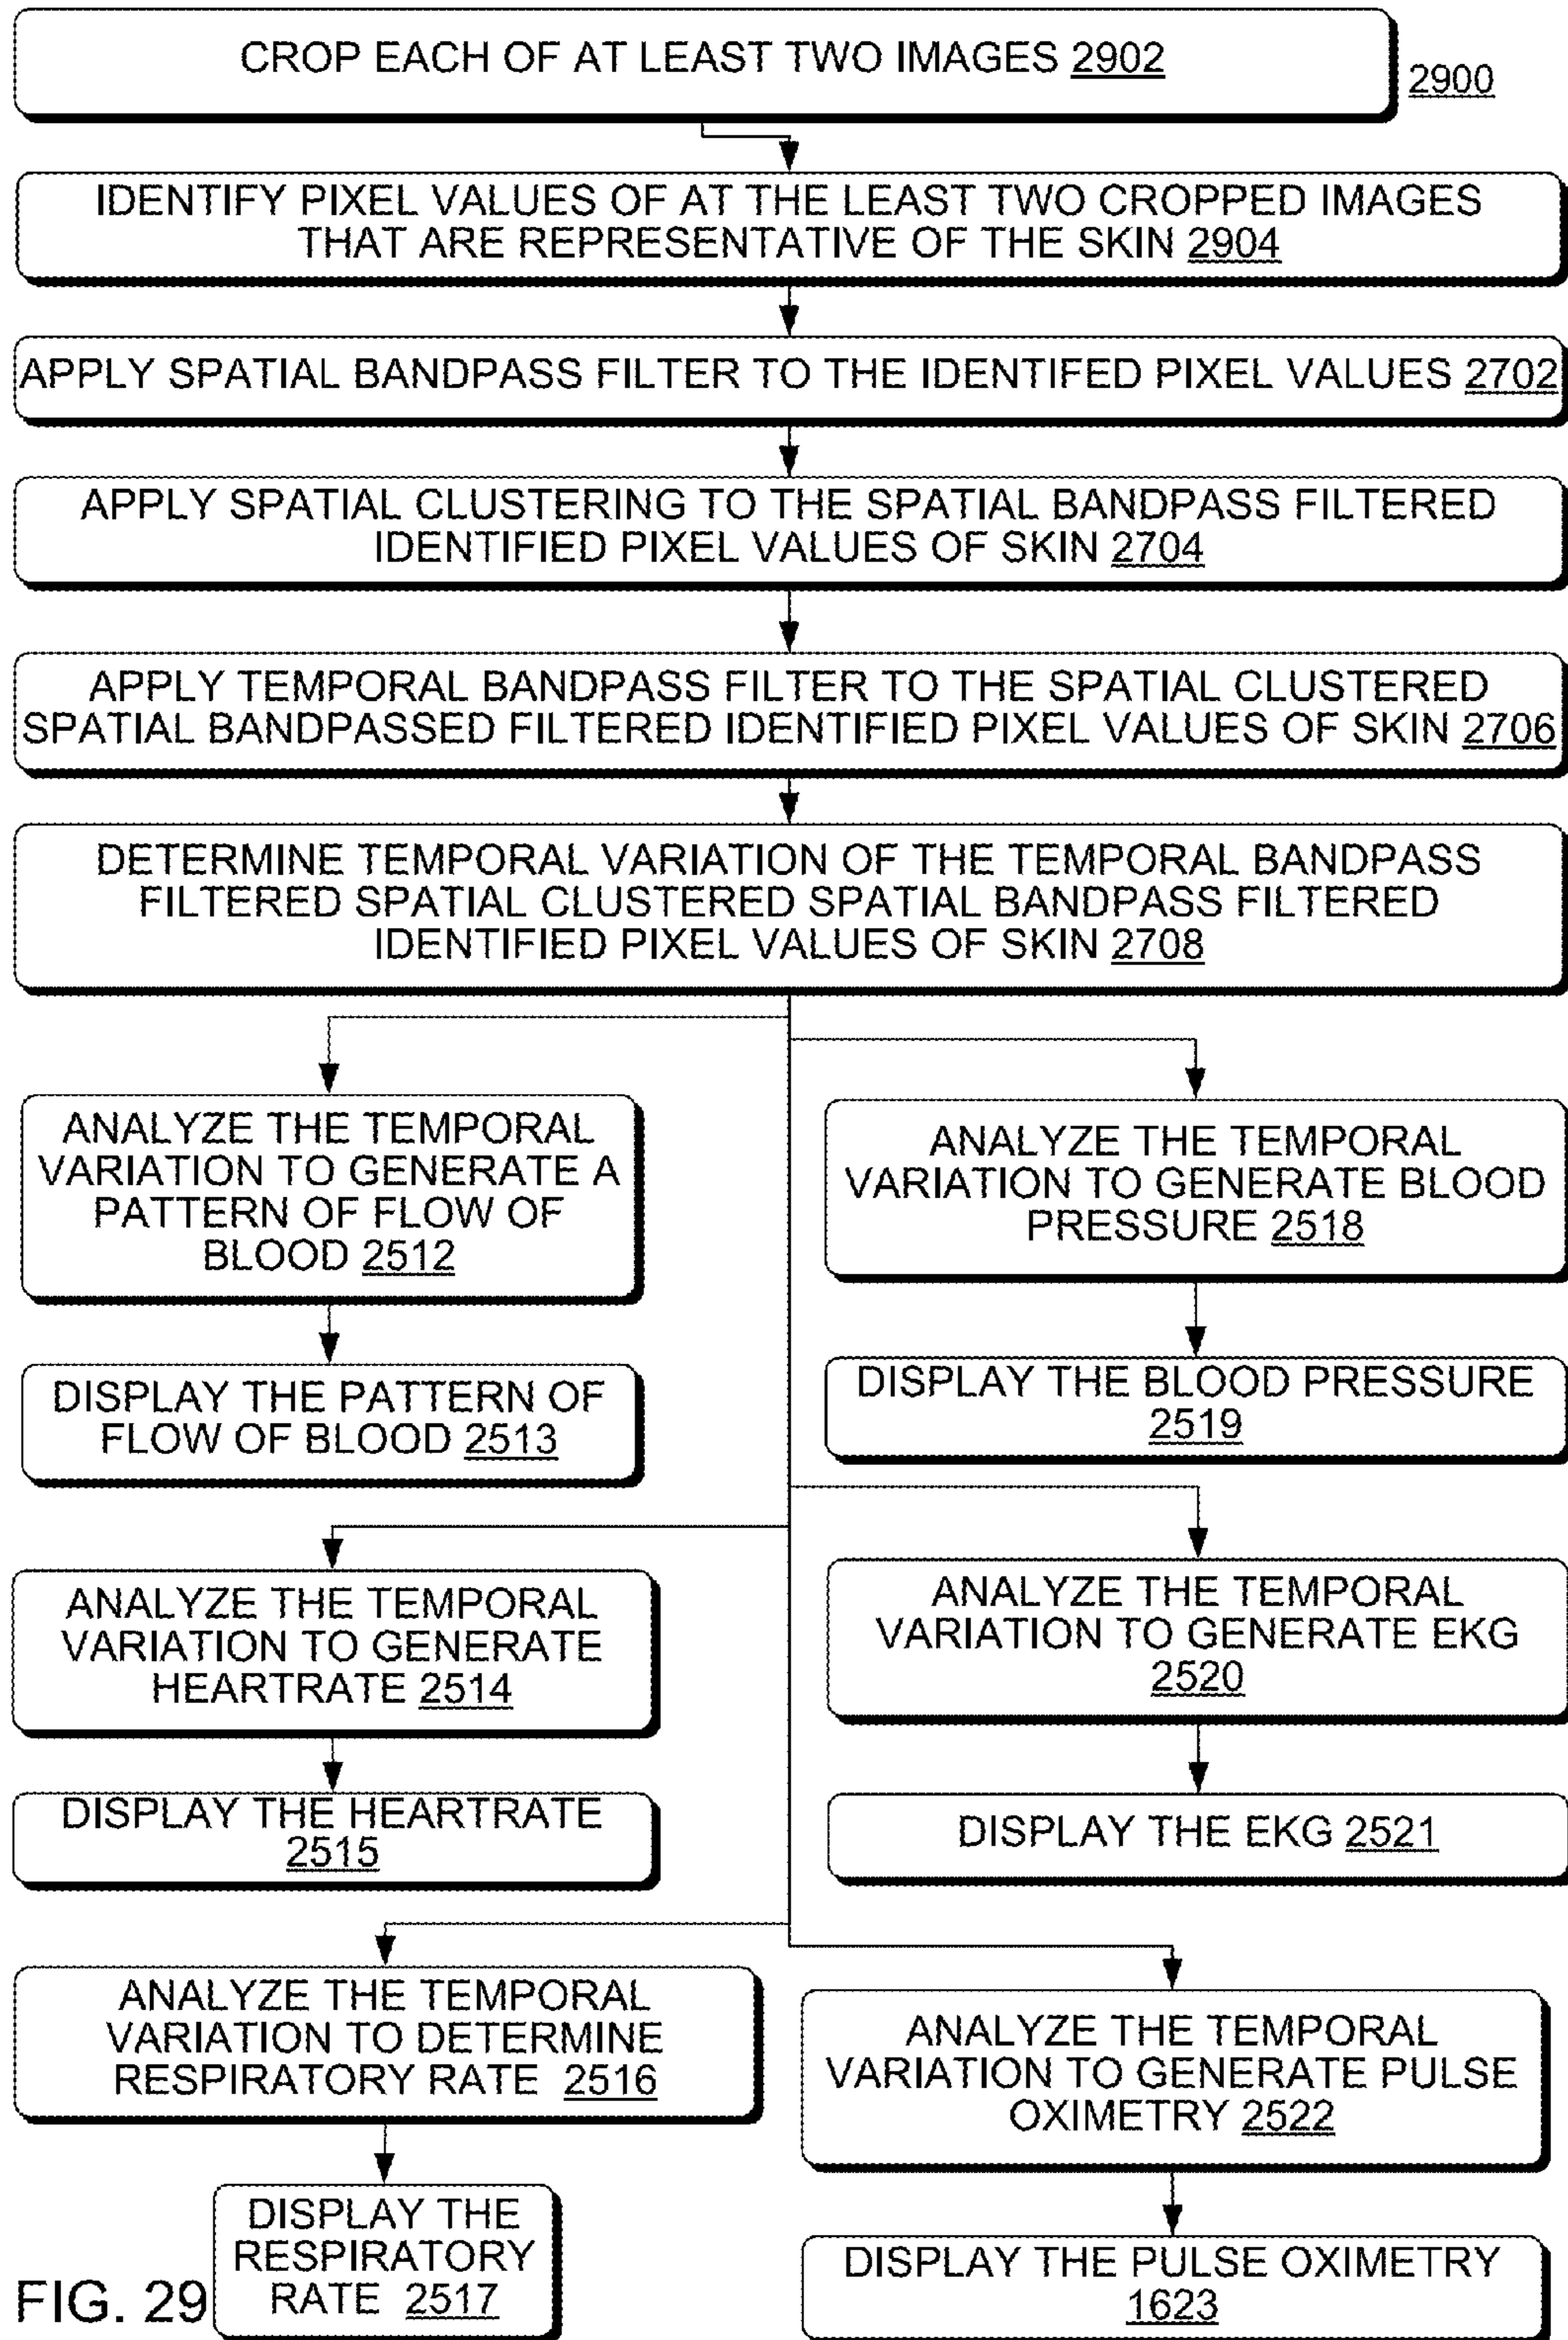 CROP EACH OF AT LEAST TWO IMAGES 2902
2900
IDENTIFY PIXEL VALUES OF AT THE LEAST TWO CROPPED IMAGES
THAT ARE REPRESENTATIVE OF THE SKIN 2904
APPLY SPATIAL BANDPASS FILTER TO THE IDENTIFED PIXEL VALUES 2702
APPLY SPATIAL CLUSTERING TO THE SPATIAL BANDPASS FILTERED
IDENTIFIED PIXEL VALUES OF SKIN 2704
APPLY TEMPORAL BANDPASS FILTER TO THE SPATIAL CLUSTERED
SPATIAL BANDPASSED FILTERED IDENTIFIED PIXEL VALUES OF SKIN 2706
DETERMINE TEMPORAL VARIATION OF THE TEMPORAL BANDPASS
FILTERED SPATIAL CLUSTERED SPATIAL BANDPASS FILTERED
IDENTIFIED PIXEL VALUES OF SKIN 2708
ANALYZE THE TEMPORAL
VARIATION TO GENERATE A
PATTERN OF FLOW OF
BLOOD 2512
ANALYZE THE TEMPORAL
VARIATION TO GENERATE BLOOD
PRESSURE 2518
DISPLAY THE PATTERN OF
FLOW OF BLOOD 2513
DISPLAY THE BLOOD PRESSURE
2519
ANALYZE THE TEMPORAL
VARIATION TO GENERATE
HEARTRATE 2514
ANALYZE THE TEMPORAL
VARIATION TO GENERATE EKG
2520
DISPLAY THE HEARTRATE
2515
DISPLAY THE EKG 2521
ANALYZE THE TEMPORAL
VARIATION TO DETERMINE
RESPIRATORY RATE 2516
ANALYZE THE TEMPORAL
VARIATION TO GENERATE PULSE
OXIMETRY 2522
DISPLAY THE
RESPIRATORY
RATE 2517
DISPLAY THE PULSE OXIMETRY
1623
FIG. 29